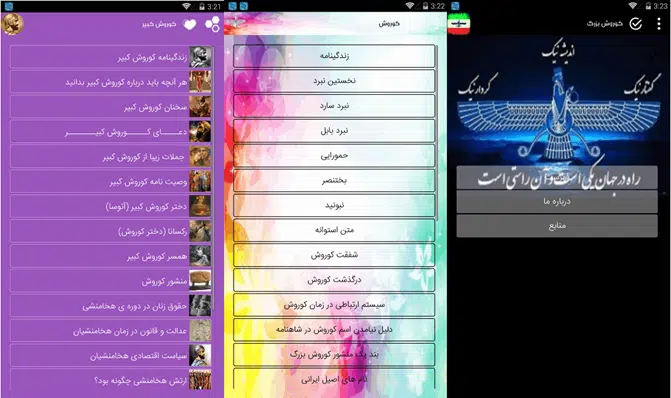 3:21
کوروش کبیر
زندگینامه کوروش کبیر
هر آنچه باید درباره کوروش کبیر بدانید
سخنان کوروش کبیر
دعـــــای کـــــوروش کبیـــــــر
جملات زیبا از کوروش کبیر
وصیت نامه کوروش کبیر
دختر کوروش کبیر (آتوسا)
رکسانا (دختر کوروش)
همسر کوروش کبیر
منشور کوروش
حقوق زنان در دوره ی هخامنشی
عدالت و قانون در زمان هخامنشیان
سیاست اقتصادی هخامنشیان
ارتش هخامنشی چگونه بود؟
3:22
کوروش
زندگینامه
نخستین نبرد
نبرد سارد
نبرد بابل
حمورابی
بختنصر
نبونید
متن استوانه
شفقت کوروش
درگذشت کوروش
سیستم ارتباطی در زمان کوروش
دلیل نیامدن اسم کوروش در شاهنامه
بند یک منشور کوروش بزرگ
نام های اصیل ایرانی
3:23
کوروش بزرگ
اندیشه نیک
گفتار نیک
کردار نیک
راه در جهان یکی است و آن راستی است
درباره ما
منابع